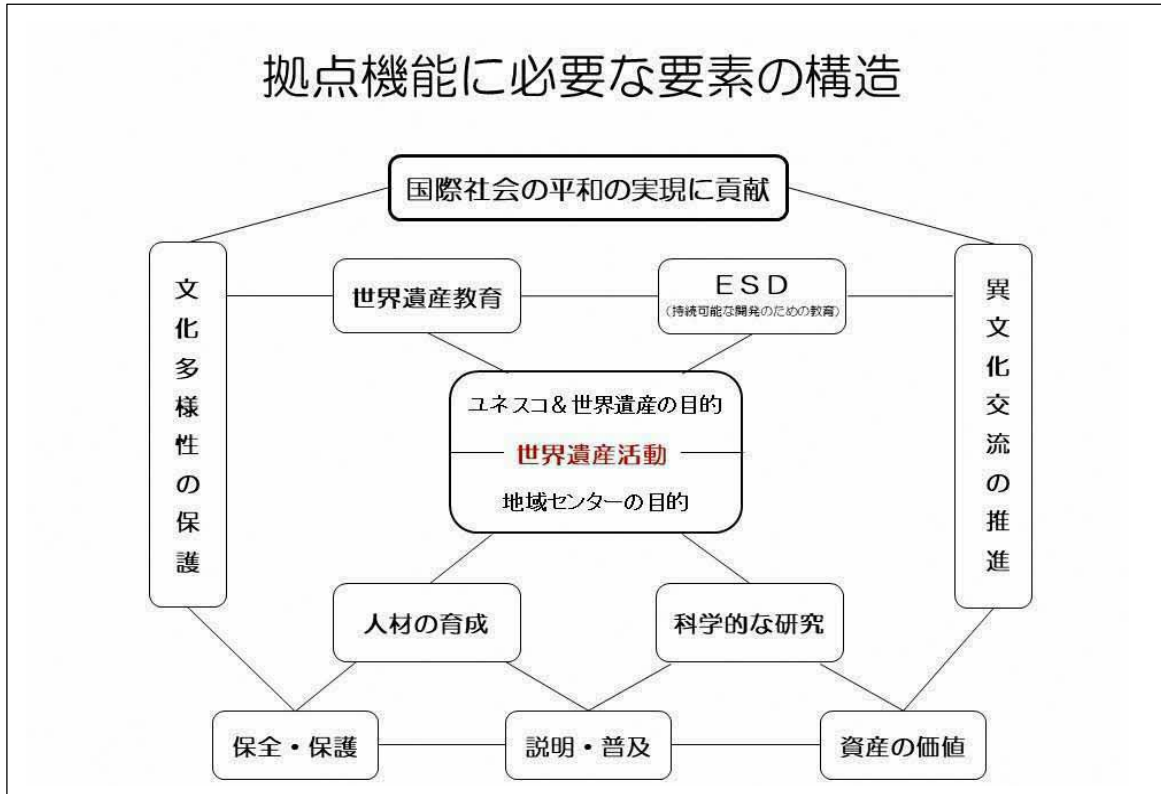 拠点機能に必要な要素の構造
国際社会の平和の実現に貢献
文化多様性の保護
世界遺産教育
ESD
(持続可能な開発のための教育)
異文化交流の推進
ユネスコ&世界遺産の目的
世界遺産活動
地域センターの目的
人材の育成
科学的な研究
保全・保護
説明・普及
資産の価値